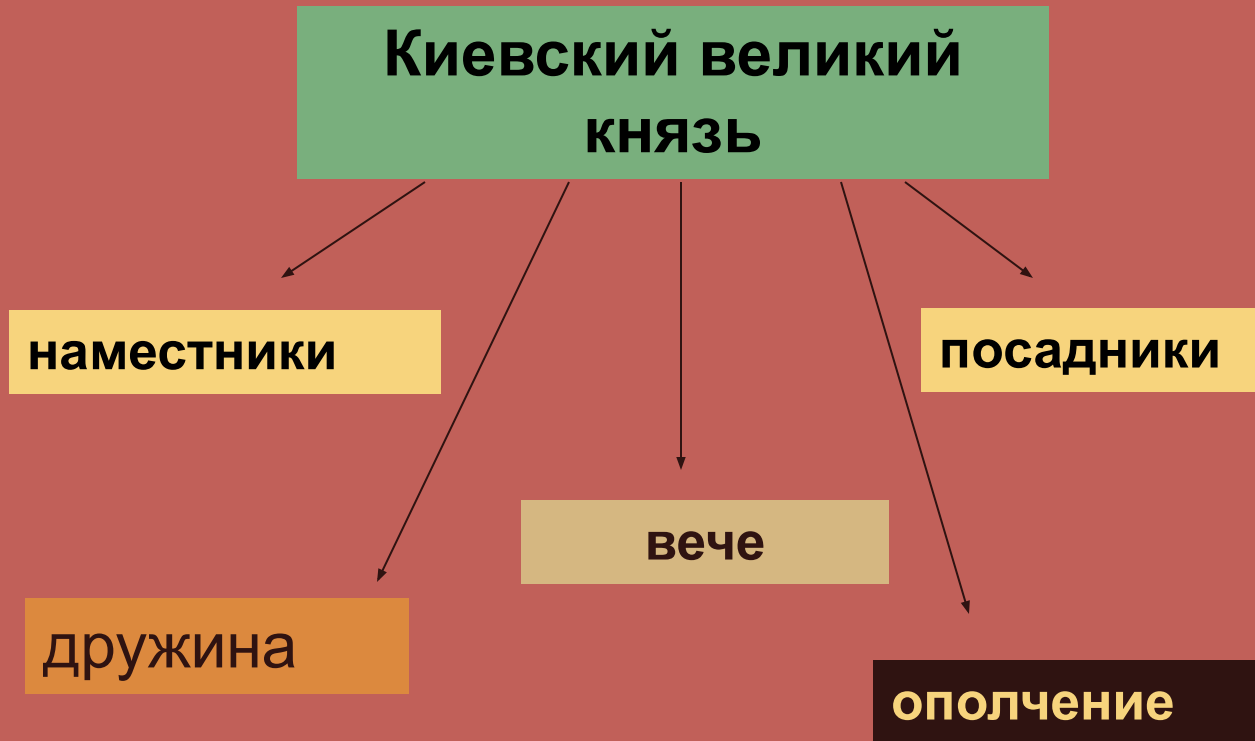 Киевский великий
князь
наместники
посадники
вече
дружина
ополчение